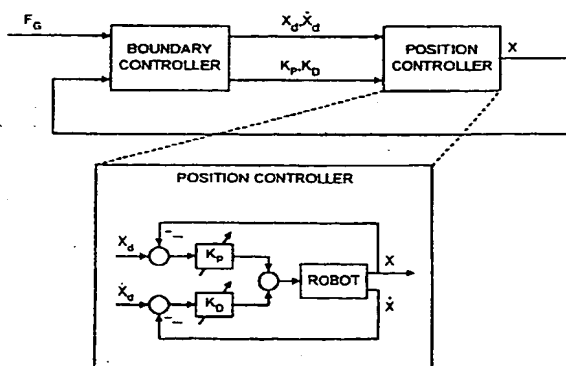 F_G
BOUNDARY
CONTROLLER
X_d,Ẋ_d
K_P,K_D
POSITION
CONTROLLER
X
POSITION CONTROLLER
X_d
K_P
Ẋ_d
K_D
ROBOT
X
Ẋ